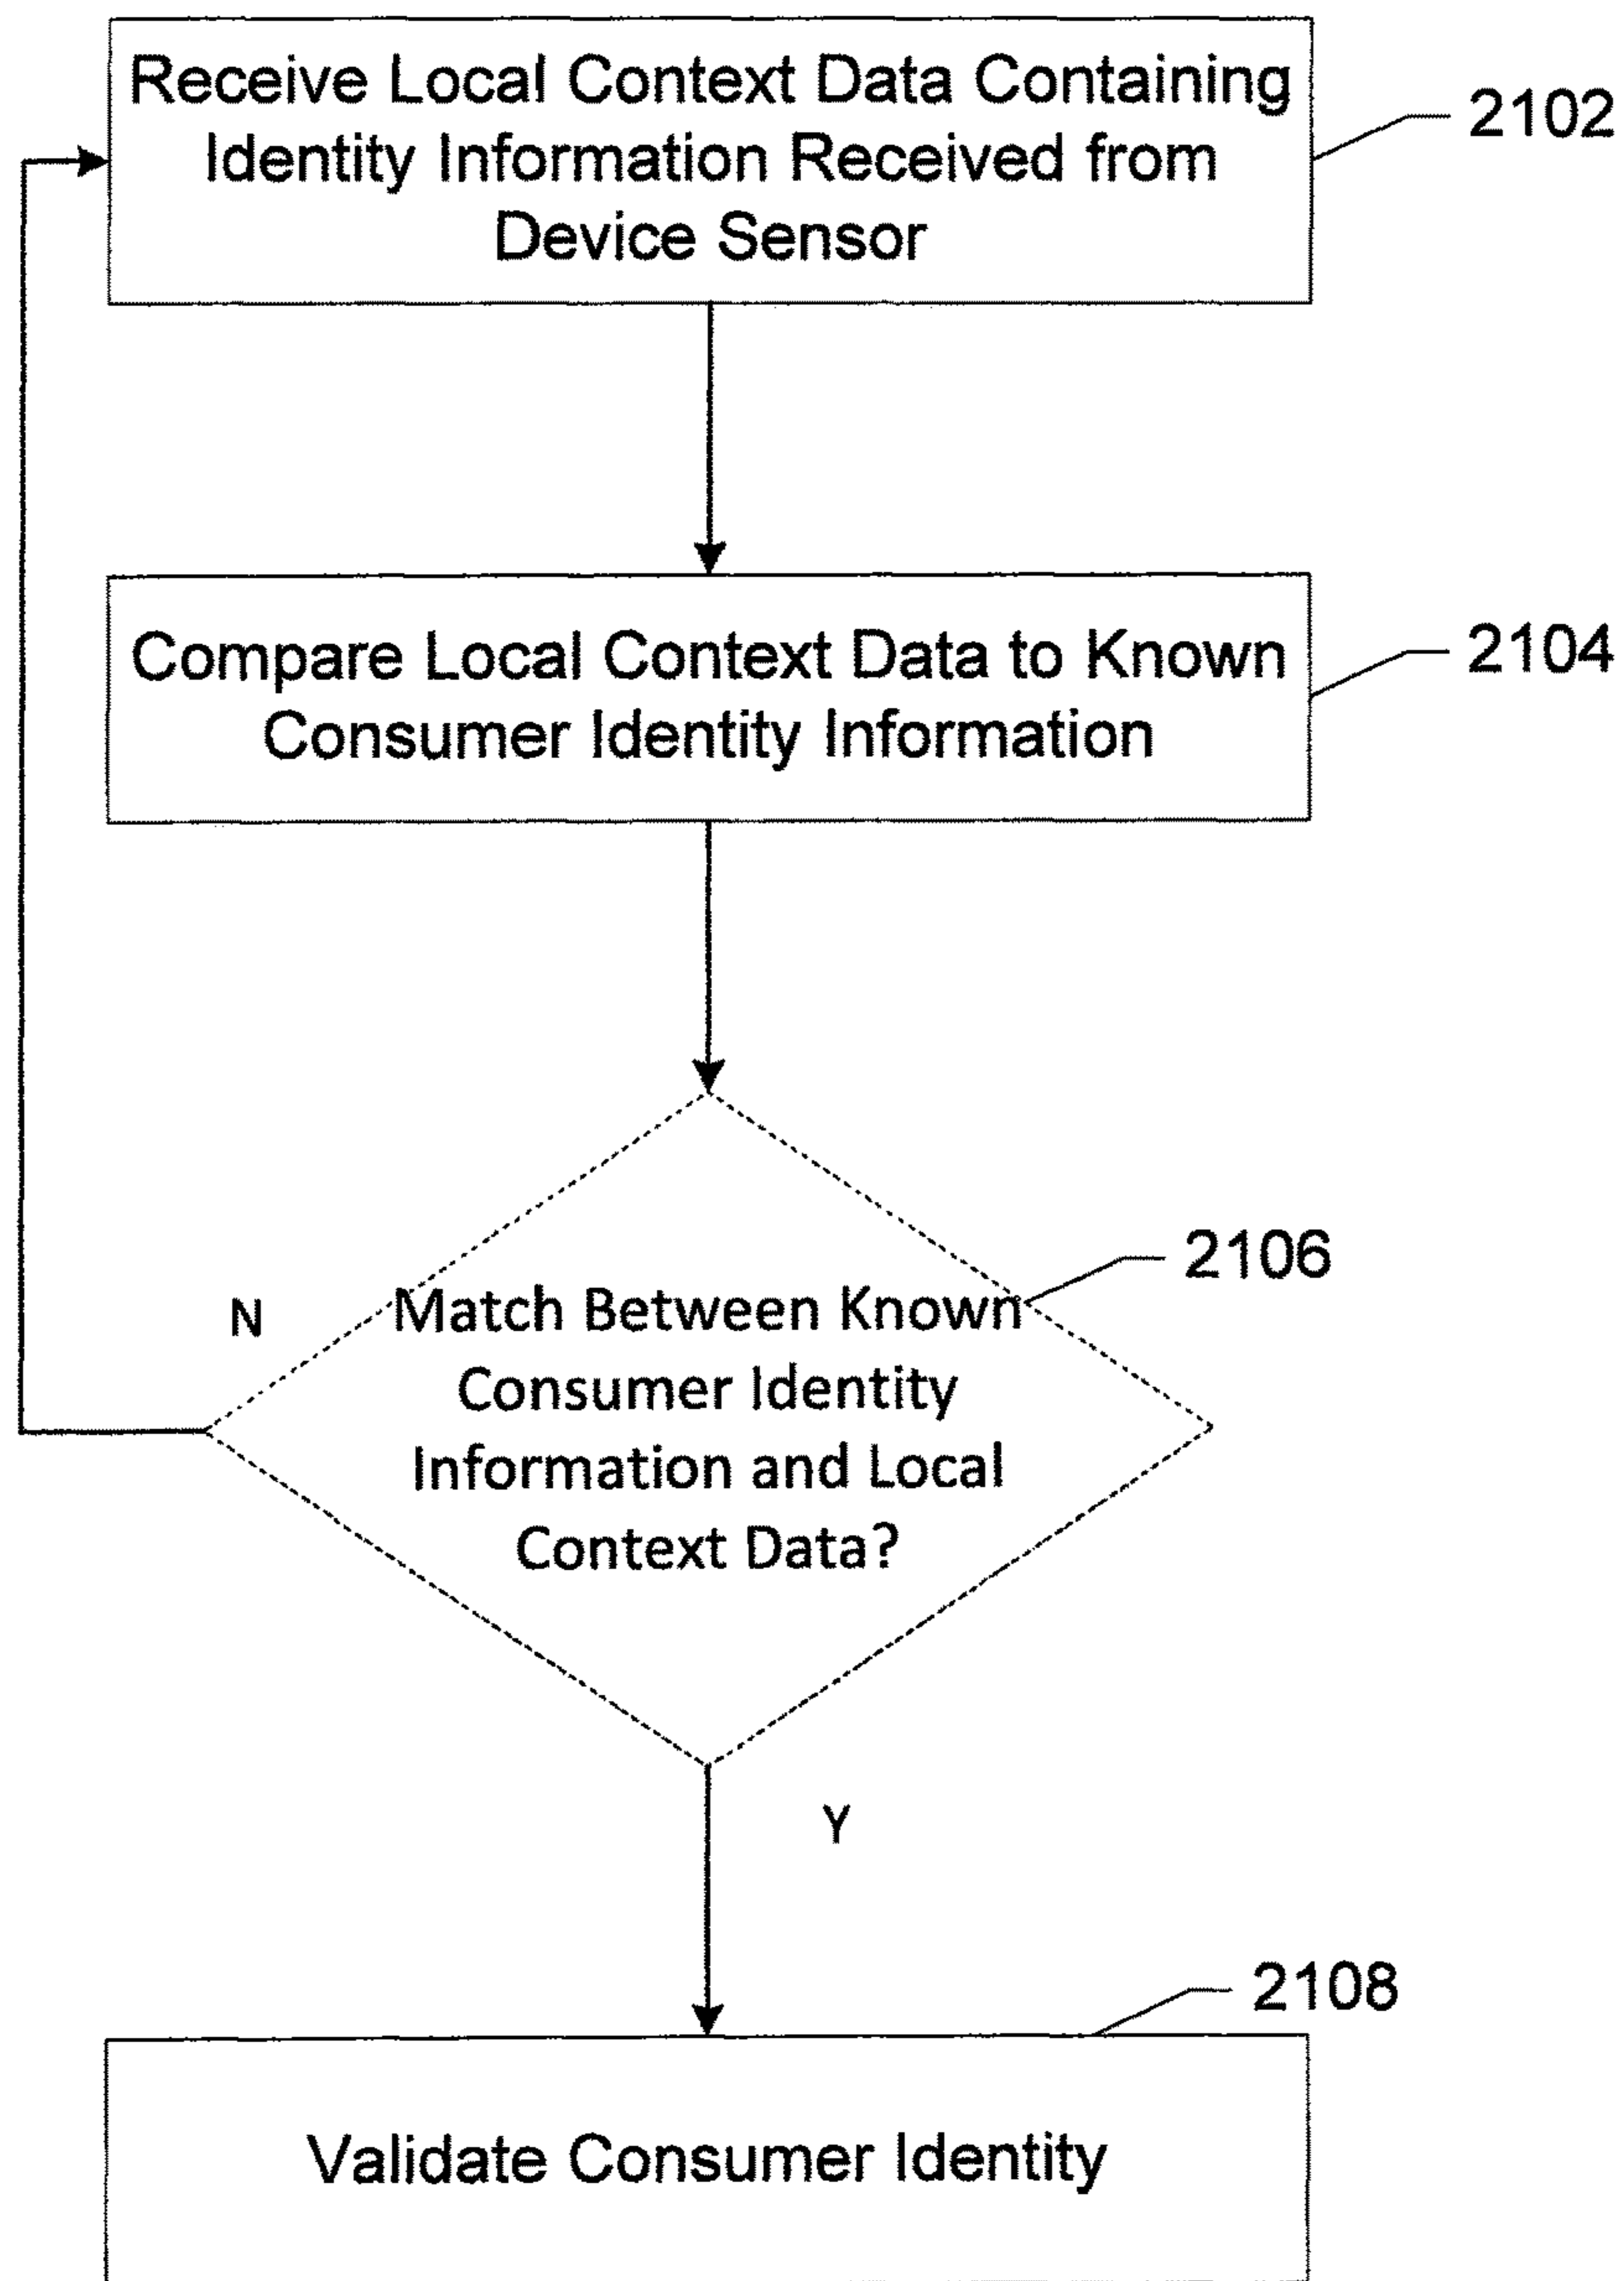 Receive Local Context Data Containing
Identity Information Received from
Device Sensor
2102
Compare Local Context Data to Known
Consumer Identity Information
2104
N
2106
Match Between Known
Consumer Identity
Information and Local
Context Data?
Y
2108
Validate Consumer Identity